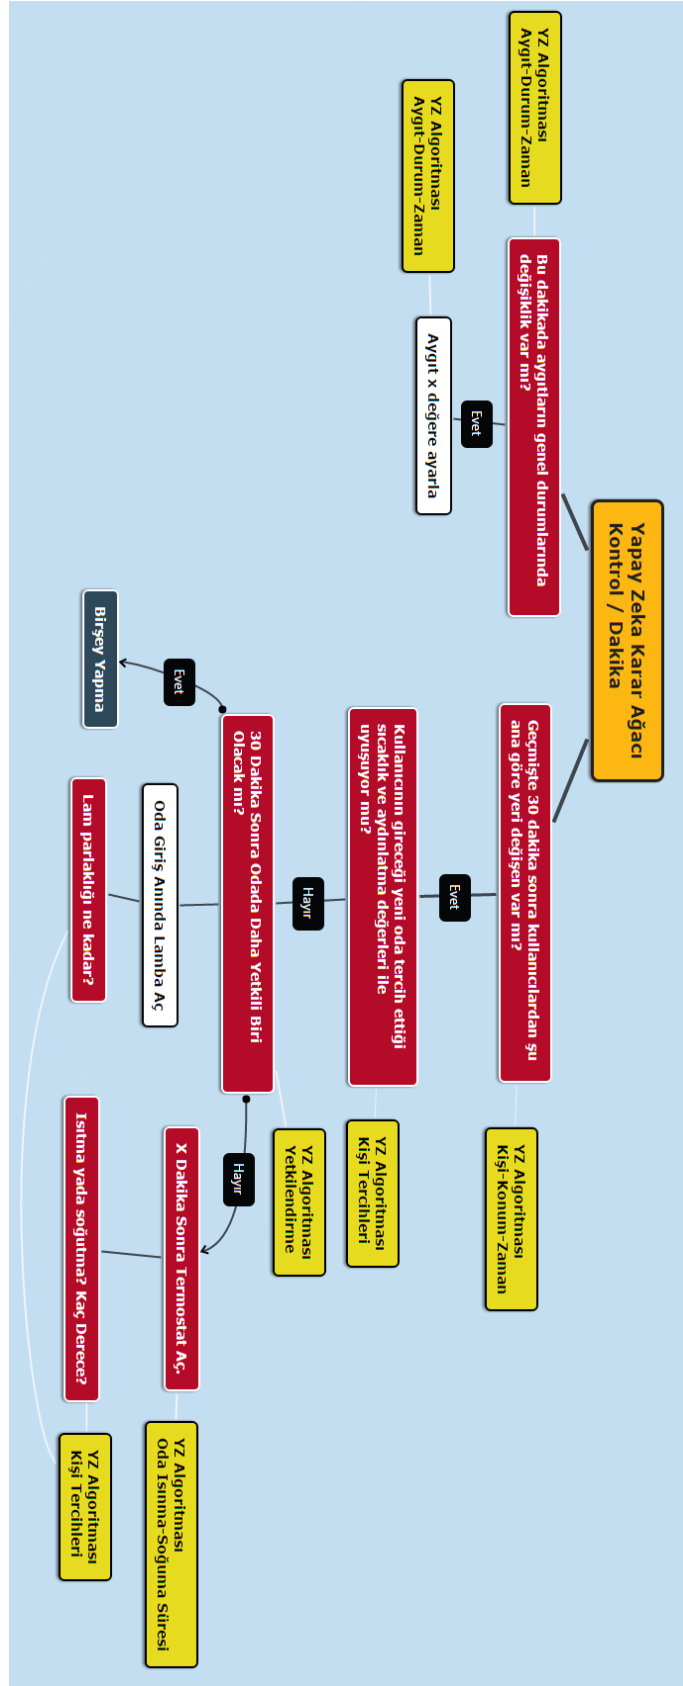 Yapay Zeka Karar Ağacı
Kontrol / Dakika
YZ Algoritması
Aygıt-Durum-Zaman
Bu dakikada aygıtların genel durumlarında
değişiklik var mı?
Evet
YZ Algoritması
Aygıt-Durum-Zaman
Aygıt x değere ayarla
Geçmişte 30 dakika sonra kullanıcılardan şu
ana göre yeri değişen var mı?
YZ Algoritması
Kişi-Konum-Zaman
Evet
Kullanıcının gireceği yeni oda tercih ettiği
sıcaklık ve aydınlatma değerleri ile
uyuşuyor mu?
YZ Algoritması
Kişi Tercihleri
Hayır
30 Dakika Sonra Odada Daha Yetkili Biri
Olacak mı?
YZ Algoritması
Yetkilendirme
Evet
Hayır
Birşey Yapma
Oda Giriş Anında Lamba Aç
X Dakika Sonra Termostat Aç.
YZ Algoritması
Oda Isınma-Soğuma Süresi
Lam parlaklığı ne kadar?
Isıtma yada soğutma? Kaç Derece?
YZ Algoritması
Kişi Tercihleri